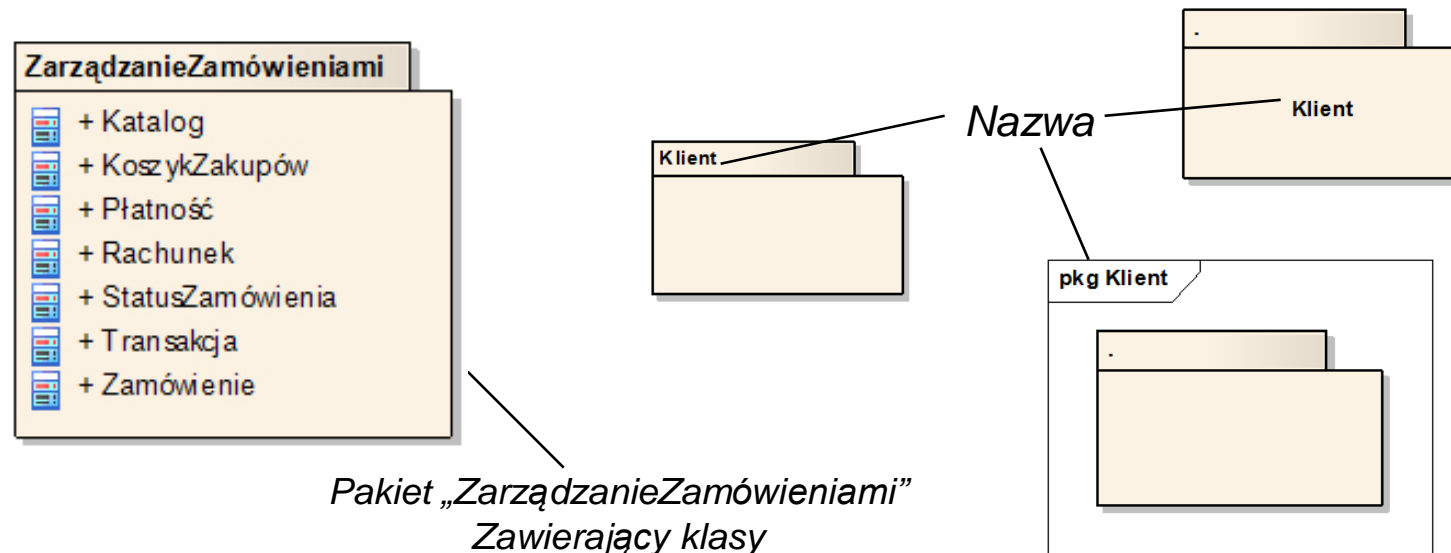 ZarządzanieZamówieniami
+ Katalog
+ KoszykZakupów
+ Płatność
+ Rachunek
+ StatusZamówienia
+ Transakcja
+ Zamówienie
Pakiet „ZarządzanieZamówieniami”
Zawierający klasy
Klient
Nazwa
.
Klient
pkg Klient
.